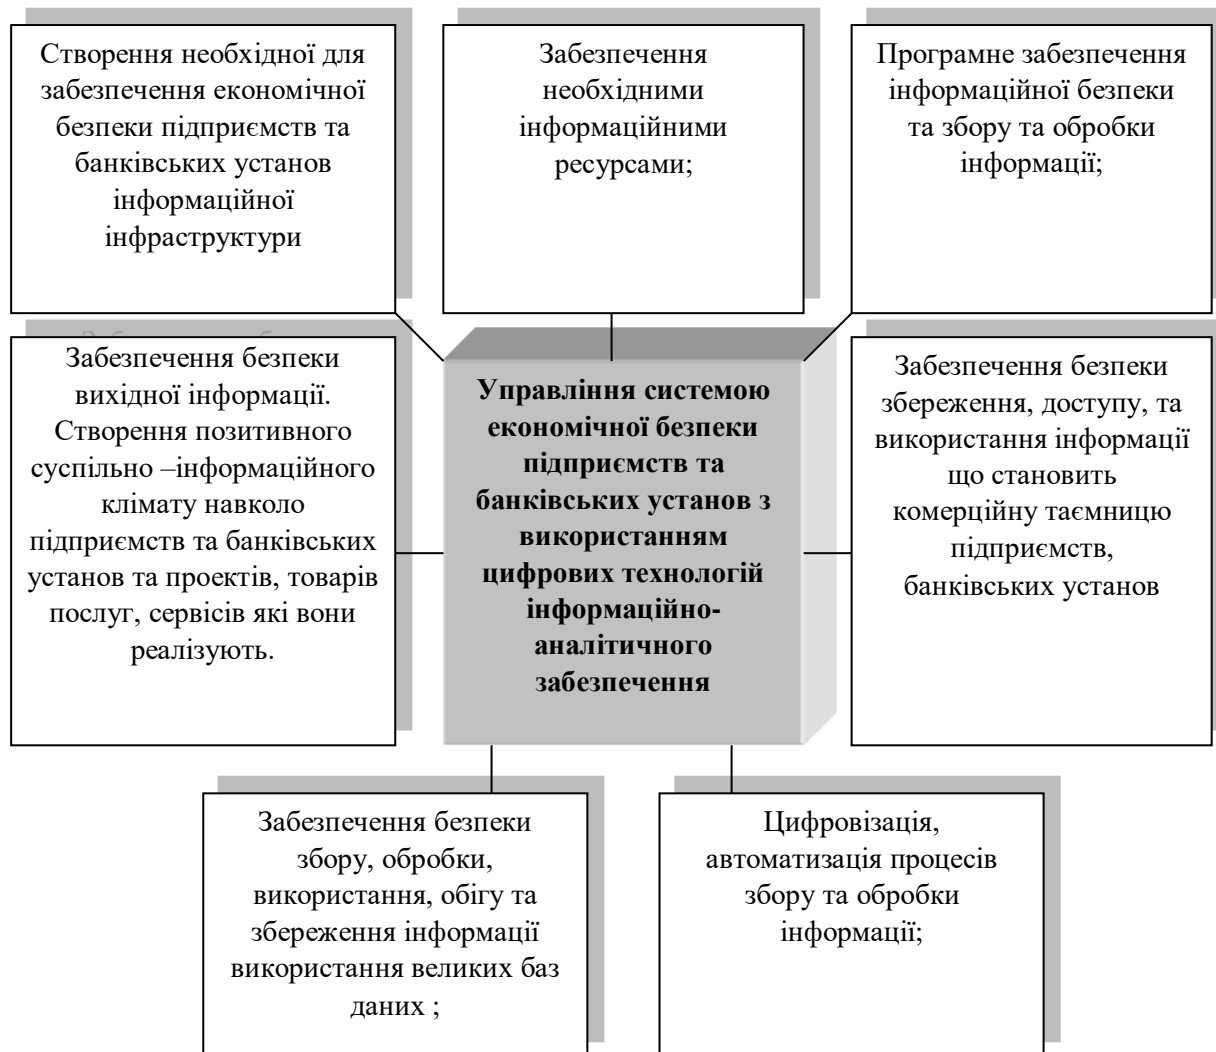 Створення необхідної для
забезпечення економічної
безпеки підприємств та
банківських установ
інформаційної
інфраструктури
Забезпечення
необхідними
інформаційними
ресурсами;
Програмне забезпечення
інформаційної безпеки
та збору та обробки
інформації;
Забезпечення безпеки
вихідної інформації.
Створення позитивного
суспільно –інформаційного
клімату навколо
підприємств та банківських
установ та проектів, товарів
послуг, сервісів які вони
реалізують.
Управління системою
економічної безпеки
підприємств та
банківських установ з
використанням
цифрових технологій
інформаційно-
аналітичного
забезпечення
Забезпечення безпеки
збереження, доступу, та
використання інформації
що становить
комерційну таємницю
підприємств,
банківських установ
Забезпечення безпеки
збору, обробки,
використання, обігу та
збереження інформації
використання великих баз
даних ;
Цифровізація,
автоматизація процесів
збору та обробки
інформації;